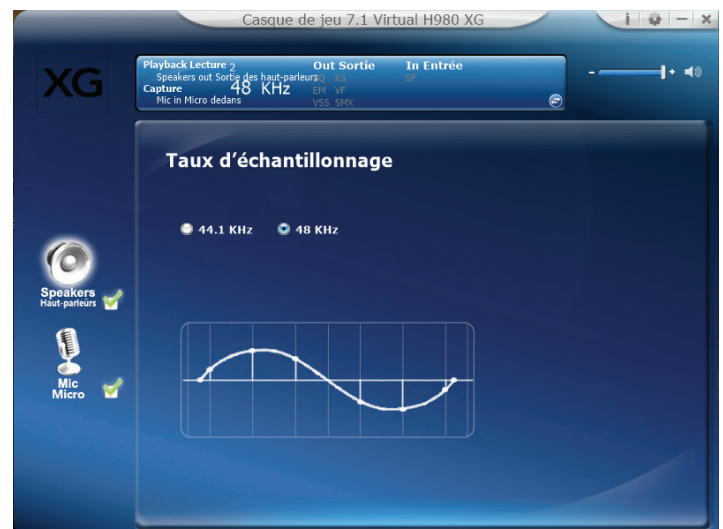 Casque de jeu 7.1 Virtual H980 XG
i
XG
Playback Lecture 2
Speakers out Sortie des haut-parleurs
Capture 48 KHz
Mic in Micro dedans
Out Sortie
EQ KS
EM VF
VSS SMX
In Entrée
SF
- +
Taux d'échantillonnage
44.1 KHz 48 KHz
Speakers
Haut-parleurs
Mic
Micro